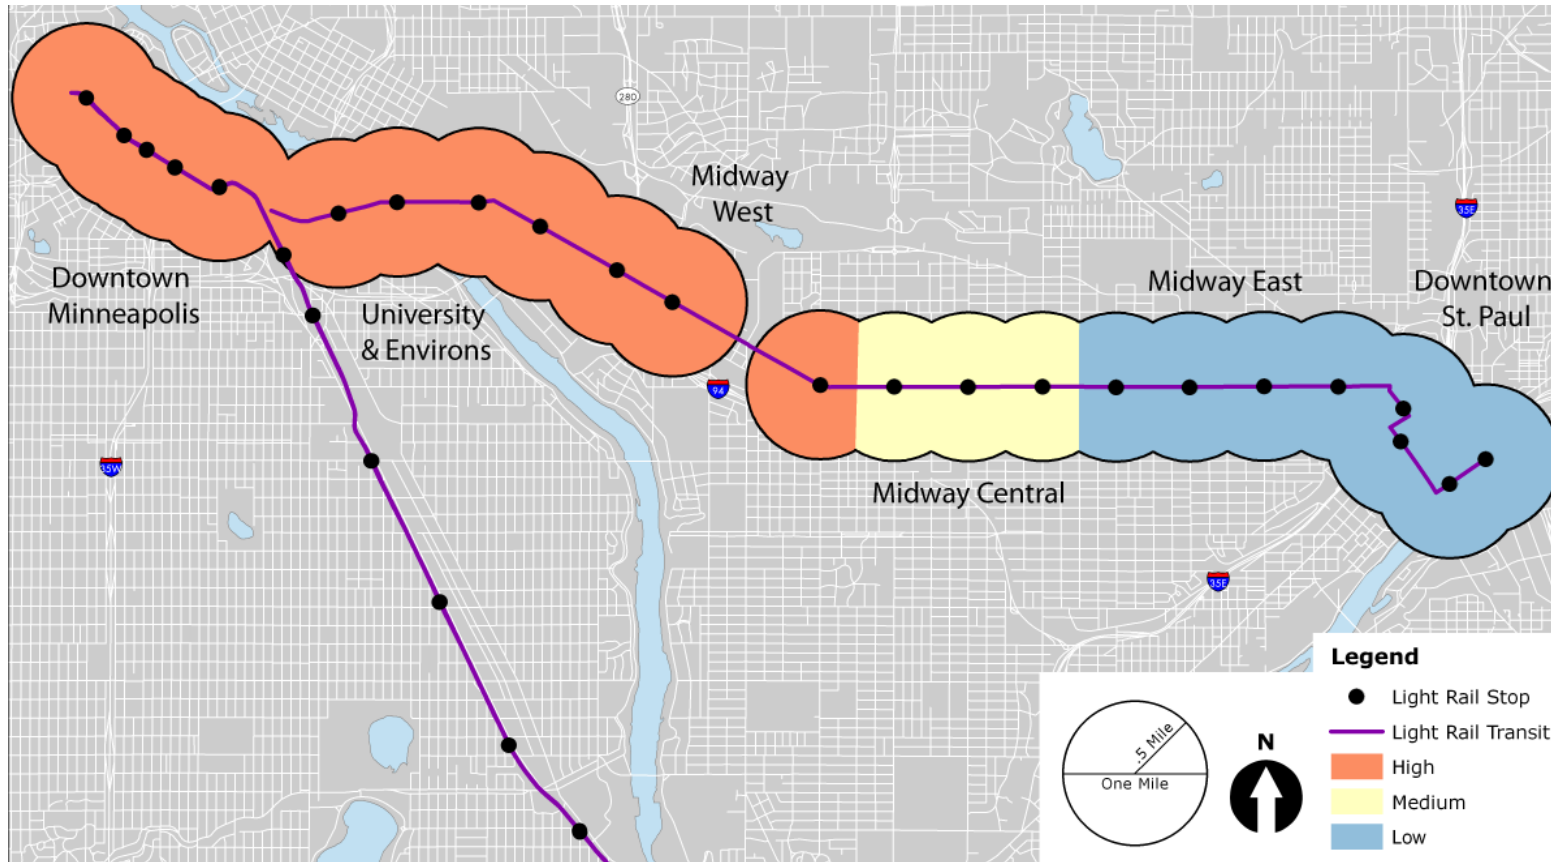 280
Midway
West
35E
Downtown
Minneapolis
University
& Environs
Midway East
Downtown
St. Paul
94
35W
Midway Central
35E
Legend
Light Rail Stop
Light Rail Transit
High
Medium
Low
.5 Mile
One Mile
N